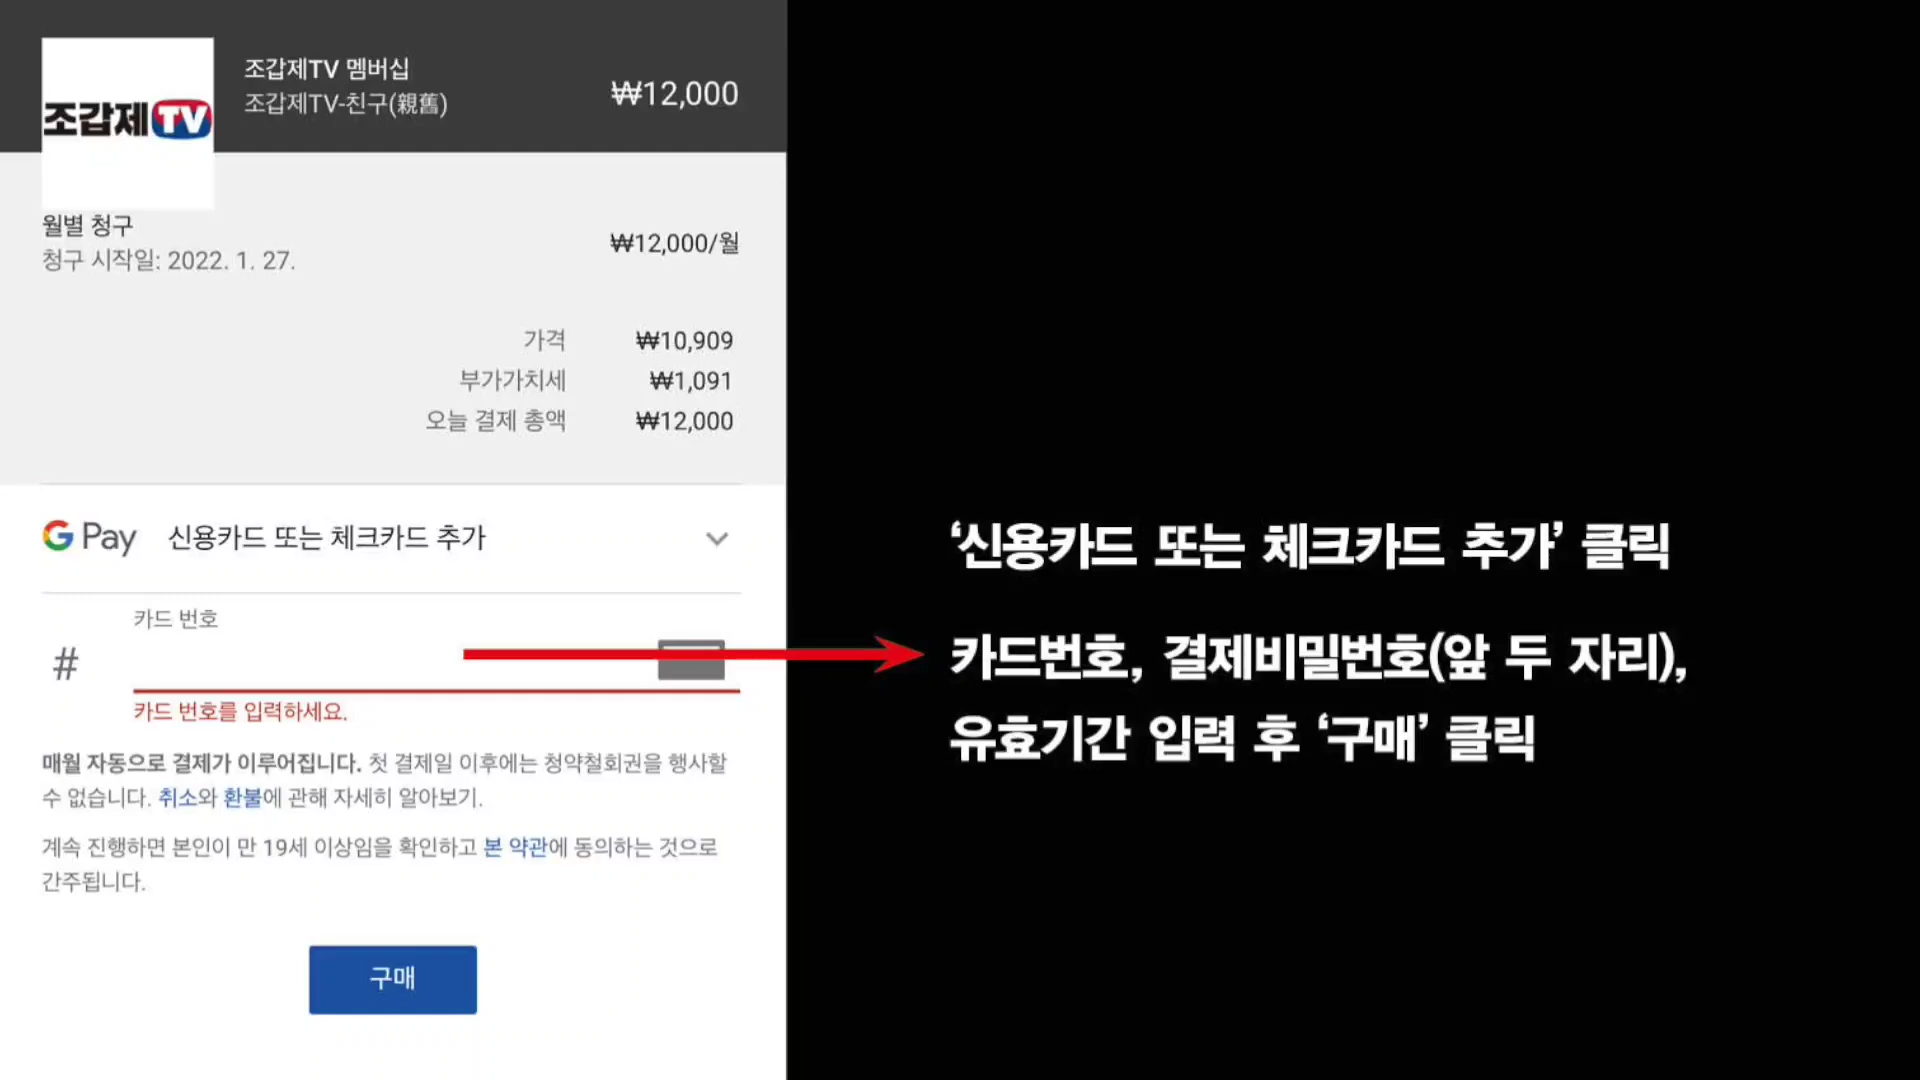 조갑제TV
조갑제TV 멤버십
조갑제TV-친구(親舊)
₩12,000
월별 청구
청구 시작일: 2022. 1. 27.
₩12,000/월
가격 ₩10,909
부가가치세 ₩1,091
오늘 결제 총액 ₩12,000
G Pay 신용카드 또는 체크카드 추가
카드 번호
#
카드 번호를 입력하세요.
매월 자동으로 결제가 이루어집니다. 첫 결제일 이후에는 청약철회권을 행사할
수 없습니다. 취소와 환불에 관해 자세히 알아보기.
계속 진행하면 본인이 만 19세 이상임을 확인하고 본 약관에 동의하는 것으로
간주됩니다.
구매
‘신용카드 또는 체크카드 추가’ 클릭
카드번호, 결제비밀번호(앞 두 자리),
유효기간 입력 후 ‘구매’ 클릭